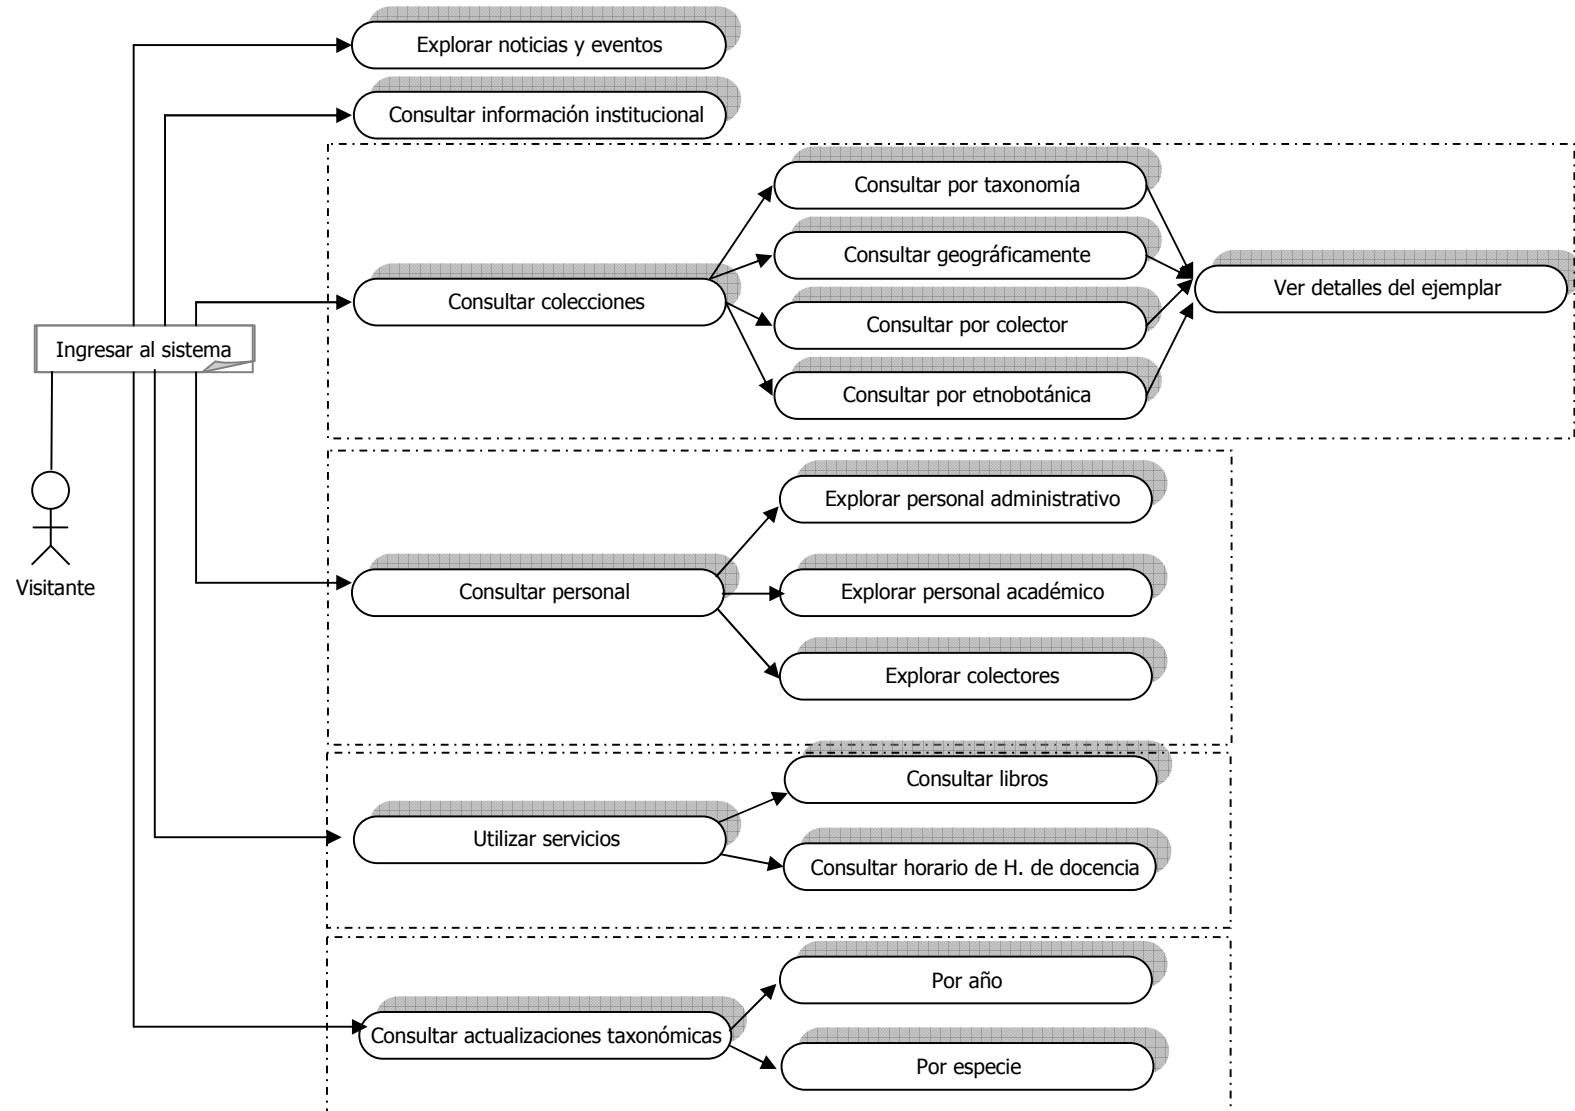 Explorar noticias y eventos
Consultar información institucional
Consultar por taxonomía
Consultar geográficamente
Consultar colecciones
Ver detalles del ejemplar
Consultar por colector
Ingresar al sistema
Consultar por etnobotánica
Explorar personal administrativo
Visitante
Consultar personal
Explorar personal académico
Explorar colectores
Consultar libros
Utilizar servicios
Consultar horario de H. de docencia
Por año
Consultar actualizaciones taxonómicas
Por especie